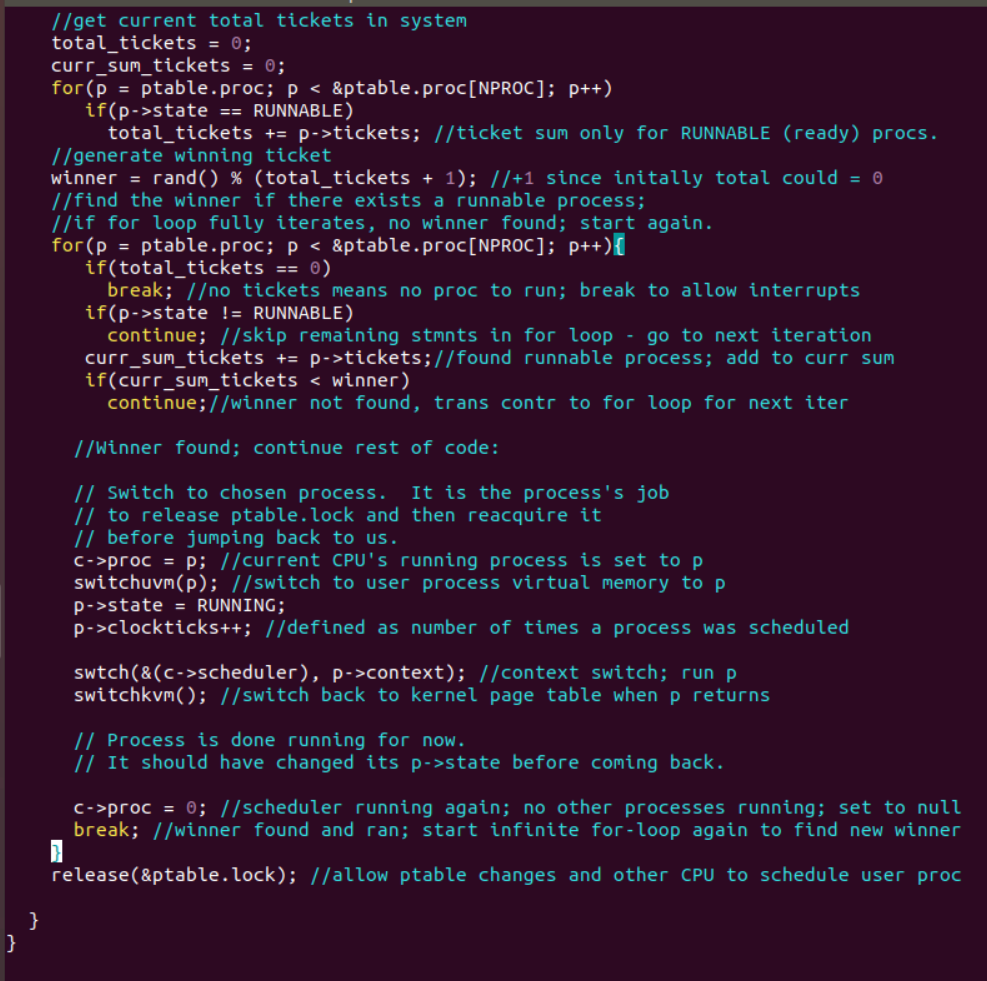 //get current total tickets in system
total_tickets = 0;
curr_sum_tickets = 0;
for(p = ptable.proc; p < &ptable.proc[NPROC]; p++)
if(p->state == RUNNABLE)
total_tickets += p->tickets; //ticket sum only for RUNNABLE (ready) procs.
//generate winning ticket
winner = rand() % (total_tickets + 1); //+1 since initally total could = 0
//find the winner if there exists a runnable process;
//if for loop fully iterates, no winner found; start again.
for(p = ptable.proc; p < &ptable.proc[NPROC]; p++){
if(total_tickets == 0)
break; //no tickets means no proc to run; break to allow interrupts
if(p->state != RUNNABLE)
continue; //skip remaining stmnts in for loop - go to next iteration
curr_sum_tickets += p->tickets;//found runnable process; add to curr sum
if(curr_sum_tickets < winner)
continue;//winner not found, trans contr to for loop for next iter
//Winner found; continue rest of code:
// Switch to chosen process.  It is the process's job
// to release ptable.lock and then reacquire it
// before jumping back to us.
c->proc = p; //current CPU's running process is set to p
switchuvm(p); //switch to user process virtual memory to p
p->state = RUNNING;
p->clockticks++; //defined as number of times a process was scheduled
swtch(&(c->scheduler), p->context); //context switch; run p
switchkvm(); //switch back to kernel page table when p returns
// Process is done running for now.
// It should have changed its p->state before coming back.
c->proc = 0; //scheduler running again; no other processes running; set to null
break; //winner found and ran; start infinite for-loop again to find new winner
}
release(&ptable.lock); //allow ptable changes and other CPU to schedule user proc
}
}